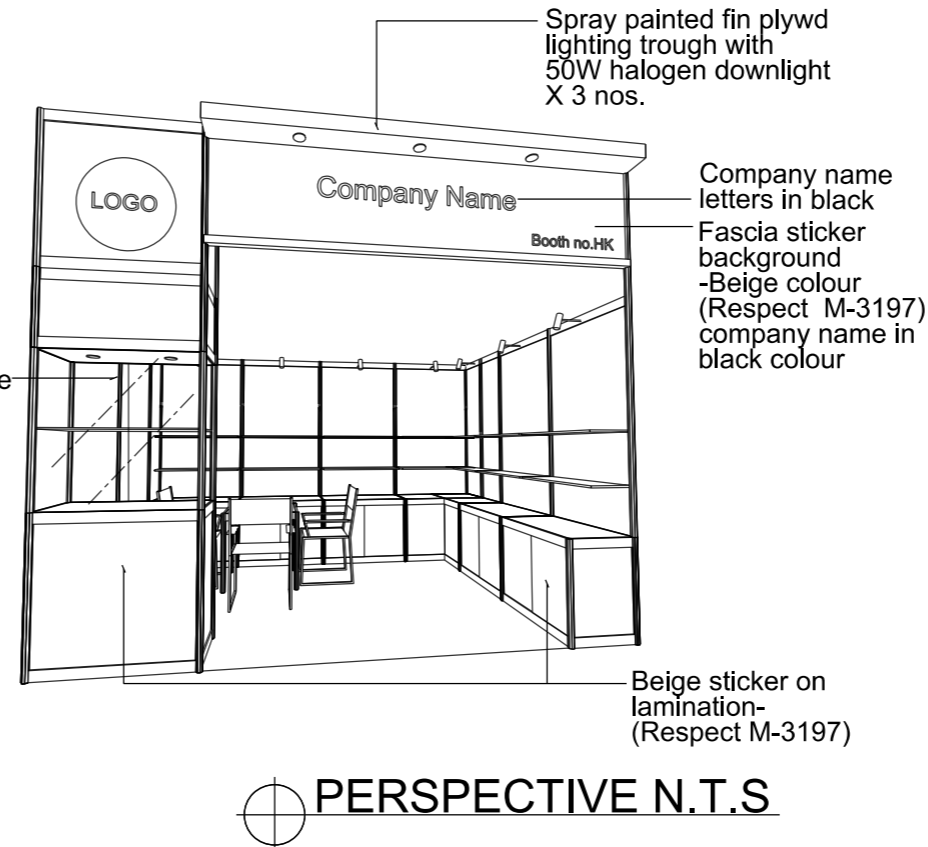 Spray painted fin plywd
lighting trough with
50W halogen downlight
X 3 nos.
LOGO
Company Name
Booth no.HK
Company name
letters in black
Fascia sticker
background
-Beige colour
(Respect M-3197)
company name in
black colour
e
Beige sticker on
lamination-
(Respect M-3197)
PERSPECTIVE N.T.S